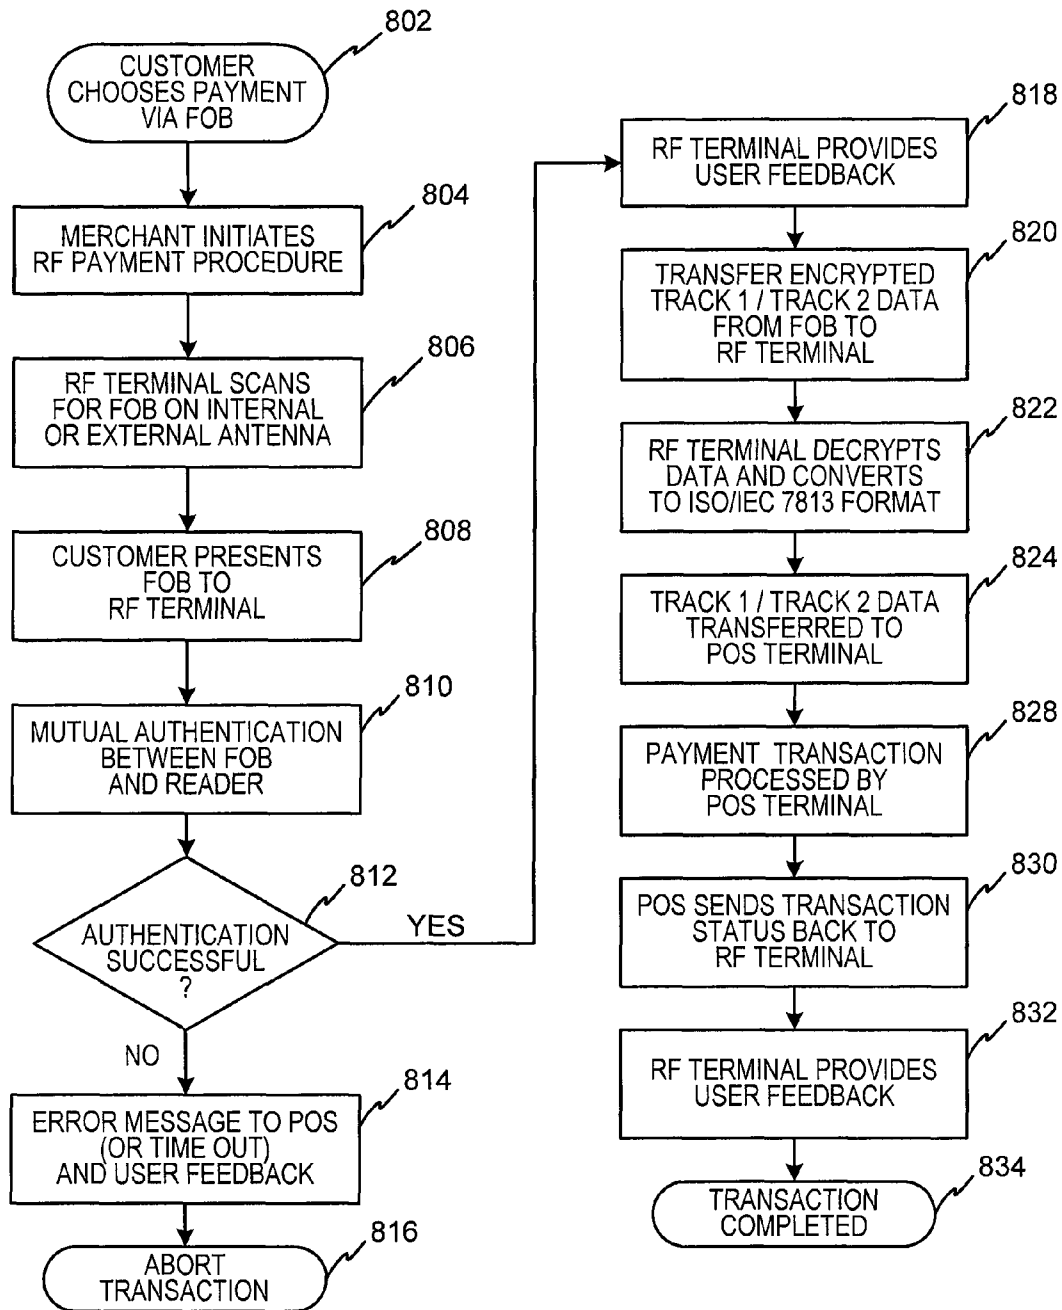 802
CUSTOMER
CHOOSES PAYMENT
VIA FOB
804
MERCHANT INITIATES
RF PAYMENT PROCEDURE
806
RF TERMINAL SCANS
FOR FOB ON INTERNAL
OR EXTERNAL ANTENNA
808
CUSTOMER PRESENTS
FOB TO
RF TERMINAL
810
MUTUAL AUTHENTICATION
BETWEEN FOB
AND READER
812
AUTHENTICATION
SUCCESSFUL
?
YES
NO
814
ERROR MESSAGE TO POS
(OR TIME OUT)
AND USER FEEDBACK
816
ABORT
TRANSACTION
818
RF TERMINAL PROVIDES
USER FEEDBACK
820
TRANSFER ENCRYPTED
TRACK 1 / TRACK 2 DATA
FROM FOB TO
RF TERMINAL
822
RF TERMINAL DECRYPTS
DATA AND CONVERTS
TO ISO/IEC 7813 FORMAT
824
TRACK 1 / TRACK 2 DATA
TRANSFERRED TO
POS TERMINAL
828
PAYMENT TRANSACTION
PROCESSED BY
POS TERMINAL
830
POS SENDS TRANSACTION
STATUS BACK TO
RF TERMINAL
832
RF TERMINAL PROVIDES
USER FEEDBACK
834
TRANSACTION
COMPLETED